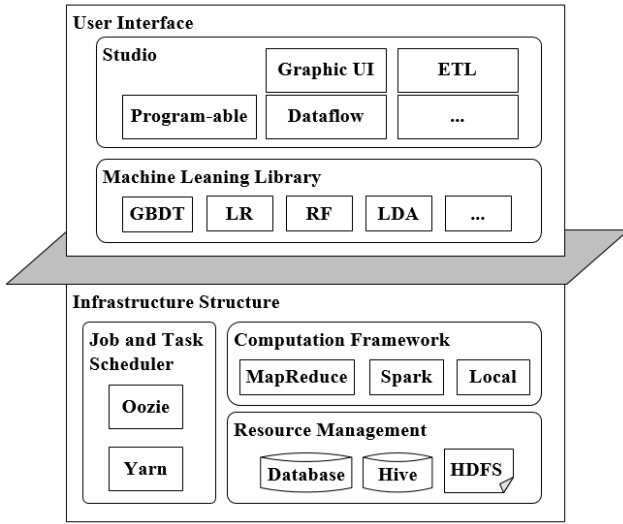 User Interface
Studio
Graphic UI
ETL
Program-able
Dataflow
...
Machine Leaning Library
GBDT
LR
RF
LDA
...
Infrastructure Structure
Job and Task
Scheduler
Oozie
Yarn
Computation Framework
MapReduce
Spark
Local
Resource Management
Database
Hive
HDFS